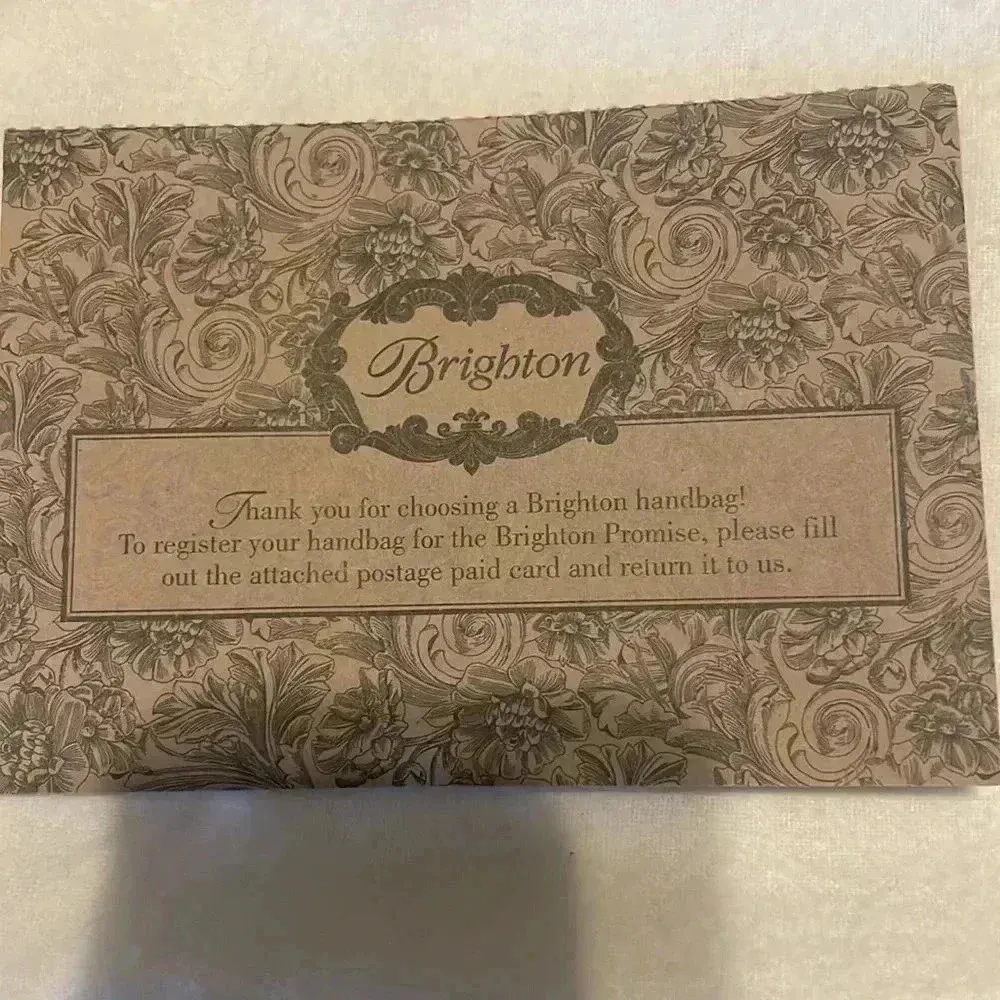 Brighton
Thank you for choosing a Brighton handbag!
To register your handbag for the Brighton Promise, please fill
out the attached postage paid card and return it to us.